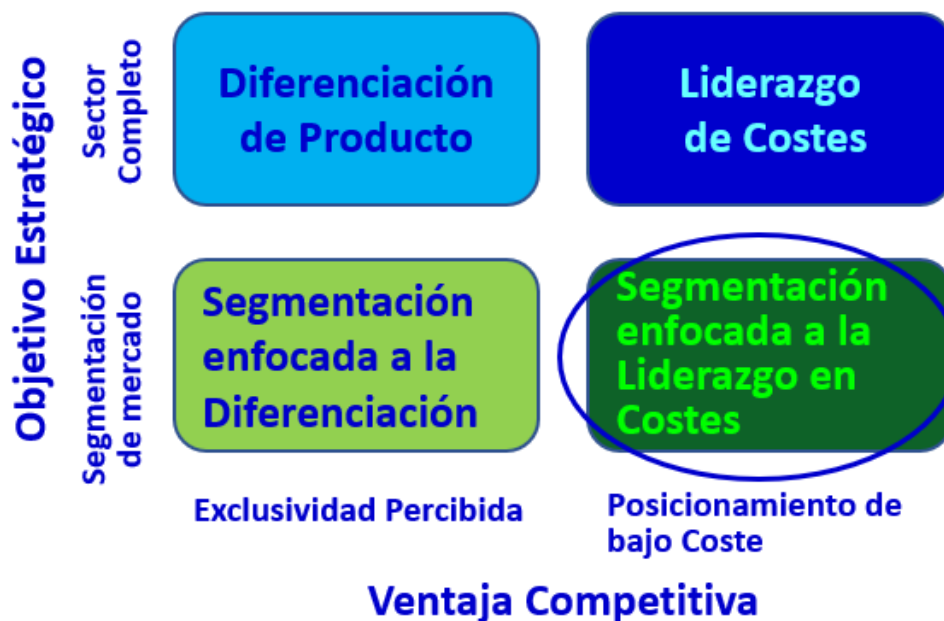 Objetivo Estratégico
Sector
Completo
Diferenciación
de Producto
Liderazgo
de Costes
Segmentación
de mercado
Segmentación
enfocada a la
Diferenciación
Segmentación
enfocada a la
Liderazgo en
Costes
Exclusividad Percibida
Posicionamiento de
bajo Coste
Ventaja Competitiva